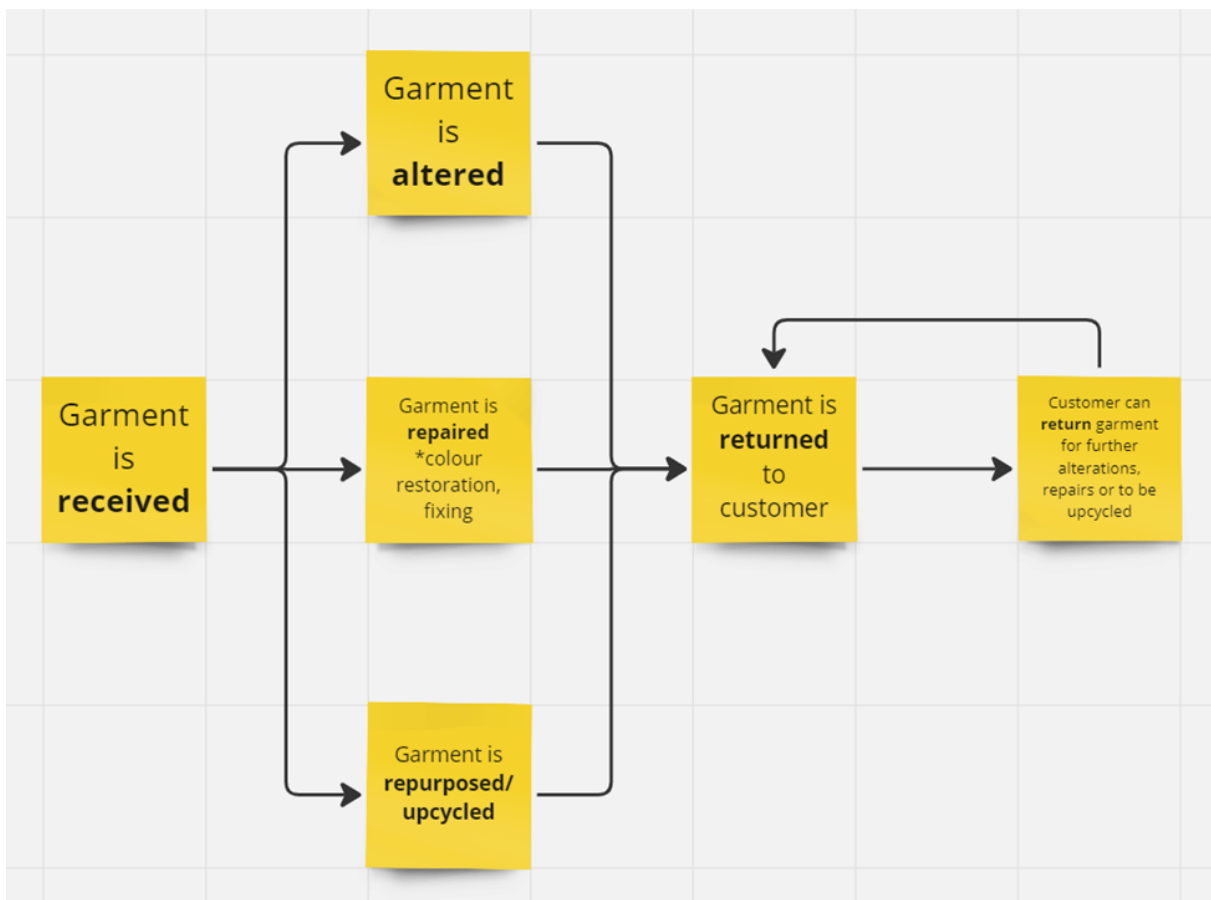 Garment
is
altered
Garment
is
received
Garment is
repaired
*colour
restoration,
fixing
Garment is
returned
to
customer
Customer can
return garment
for further
alterations,
repairs or to be
upcycled
Garment is
repurposed/
upcycled